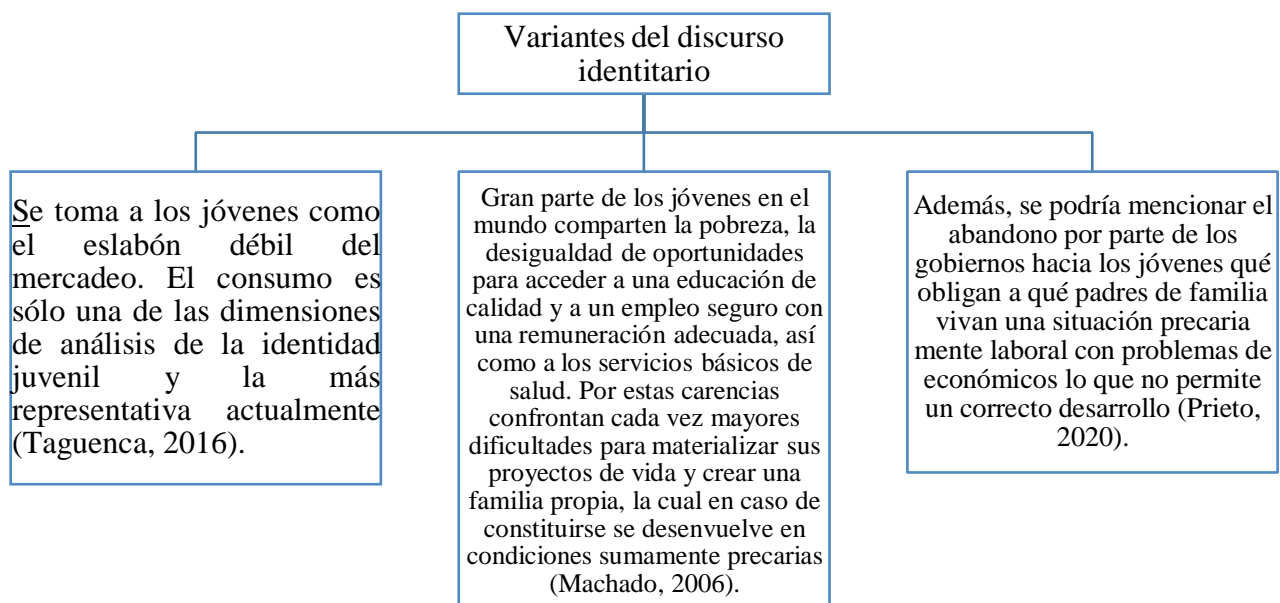 Variantes del discurso
identitario
Se toma a los jóvenes como
el eslabón débil del
mercadeo. El consumo es
sólo una de las dimensiones
de análisis de la identidad
juvenil y la más
representativa actualmente
(Taguenca, 2016).
Gran parte de los jóvenes en el
mundo comparten la pobreza, la
desigualdad de oportunidades
para acceder a una educación de
calidad y a un empleo seguro con
una remuneración adecuada, así
como a los servicios básicos de
salud. Por estas carencias
confrontan cada vez mayores
dificultades para materializar sus
proyectos de vida y crear una
familia propia, la cual en caso de
constituirse se desenvuelve en
condiciones sumamente precarias
(Machado, 2006).
Además, se podría mencionar el
abandono por parte de los
gobiernos hacia los jóvenes qué
obligan a qué padres de familia
vivan una situación precaria
mente laboral con problemas de
económicos lo que no permite
un correcto desarrollo (Prieto,
2020).